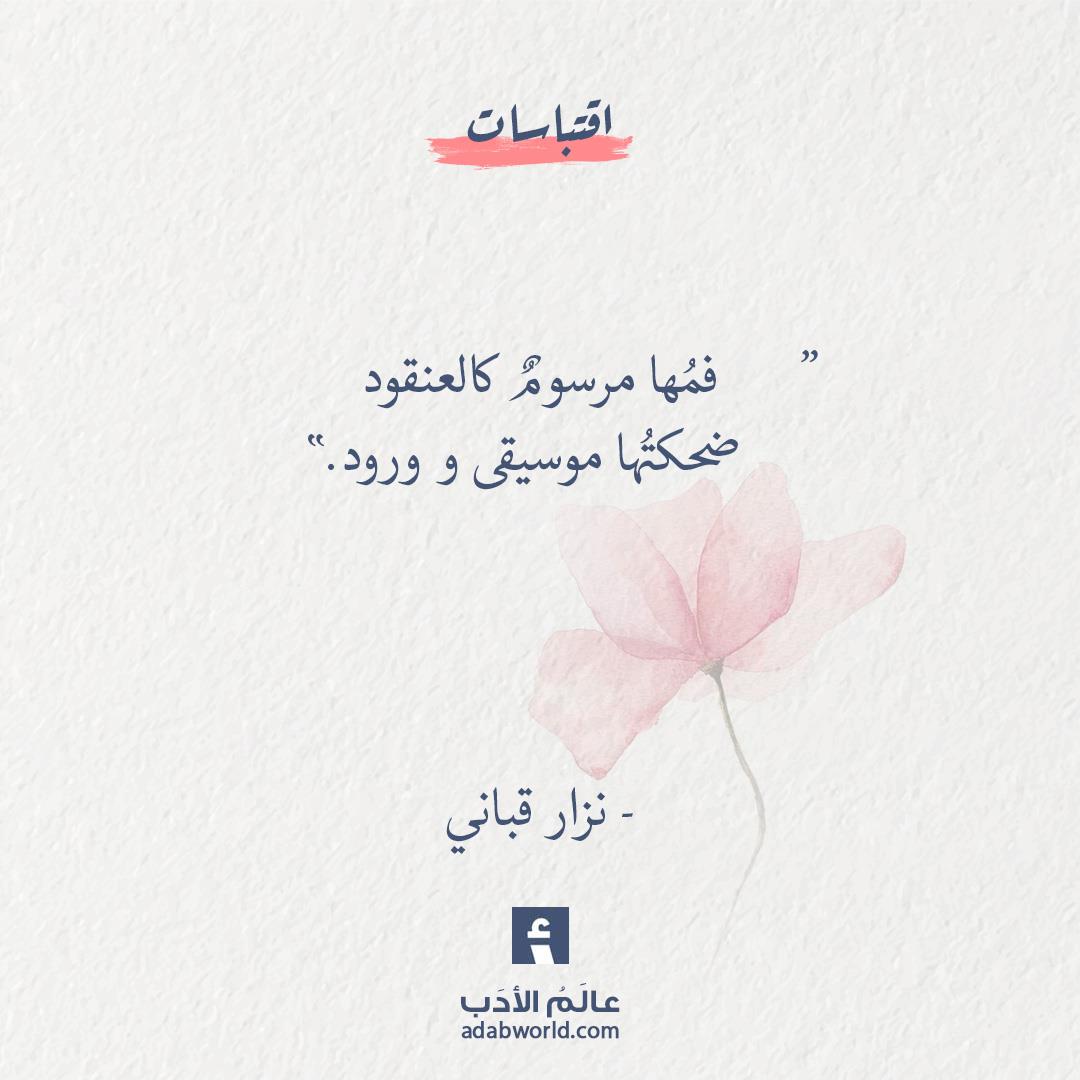 اقتباسات
” فمُها مرسومٌ كالعنقود
ضحكتُها موسيقى و ورود.“
- نزار قباني
أ
عالَمُ الأدَب
adabworld.com